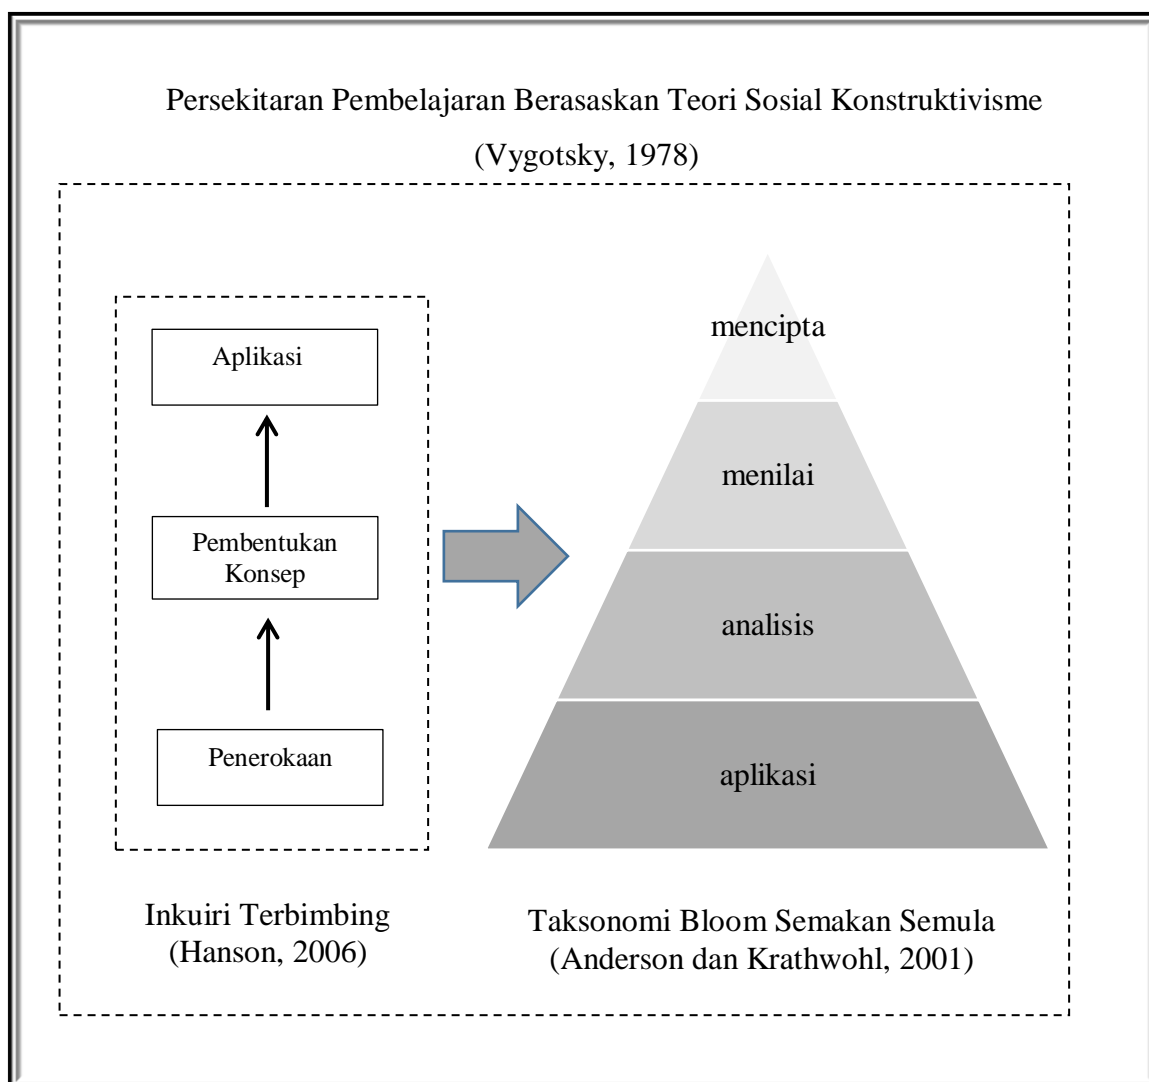 Persekitaran Pembelajaran Berasaskan Teori Sosial Konstruktivisme
(Vygotsky, 1978)
Aplikasi
Pembentukan
Konsep
Penerokaan
mencipta
menilai
analisis
aplikasi
Inkuiri Terbimbing
(Hanson, 2006)
Taksonomi Bloom Semakan Semula
(Anderson dan Krathwohl, 2001)